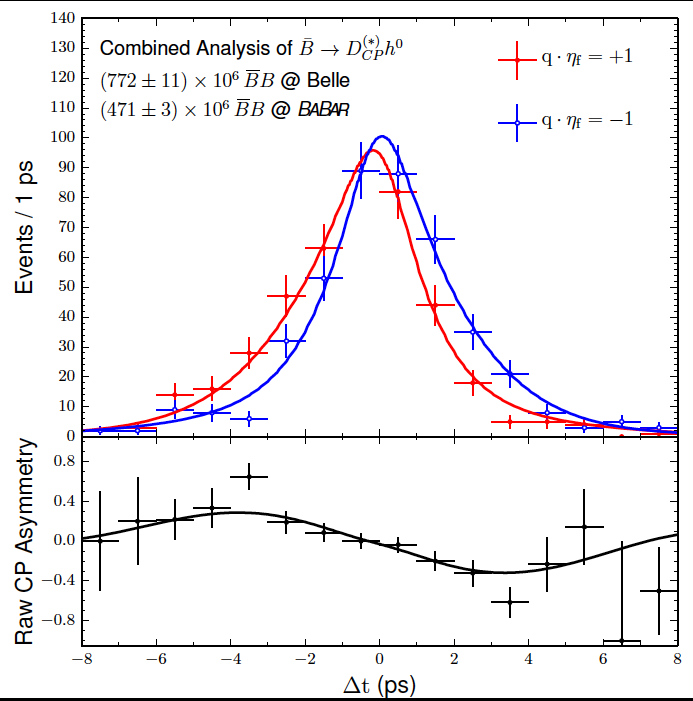 Combined Analysis of B̄ → D_CP^(*) h^0
(772 ± 11) × 10^6 B̅B @ Belle
(471 ± 3) × 10^6 B̅B @ BABAR
q · η_f = +1
q · η_f = −1
Events / 1 ps
140
130
120
110
100
90
80
70
60
50
40
30
20
10
0
Raw CP Asymmetry
0.8
0.4
0.0
−0.4
−0.8
−8 −6 −4 −2 0 2 4 6 8
Δt (ps)